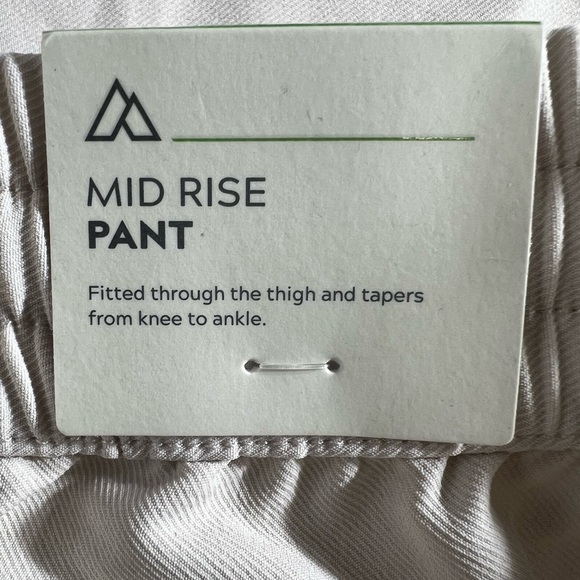 MID RISE
PANT
Fitted through the thigh and tapers
from knee to ankle.